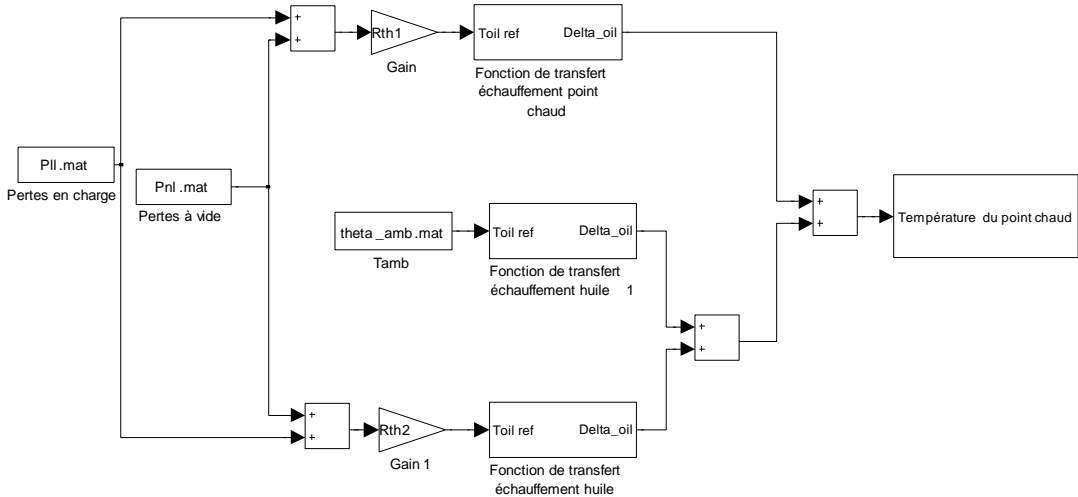 +
+
Rth1
Gain
Toil ref
Delta_oil
Fonction de transfert
échauffement point
chaud
Pll .mat
Pertes en charge
Pnl .mat
Pertes à vide
theta _amb.mat
Tamb
Toil ref
Delta_oil
Fonction de transfert
échauffement huile 1
+
+
Température du point chaud
+
+
+
+
Rth2
Gain 1
Toil ref
Delta_oil
Fonction de transfert
échauffement huile